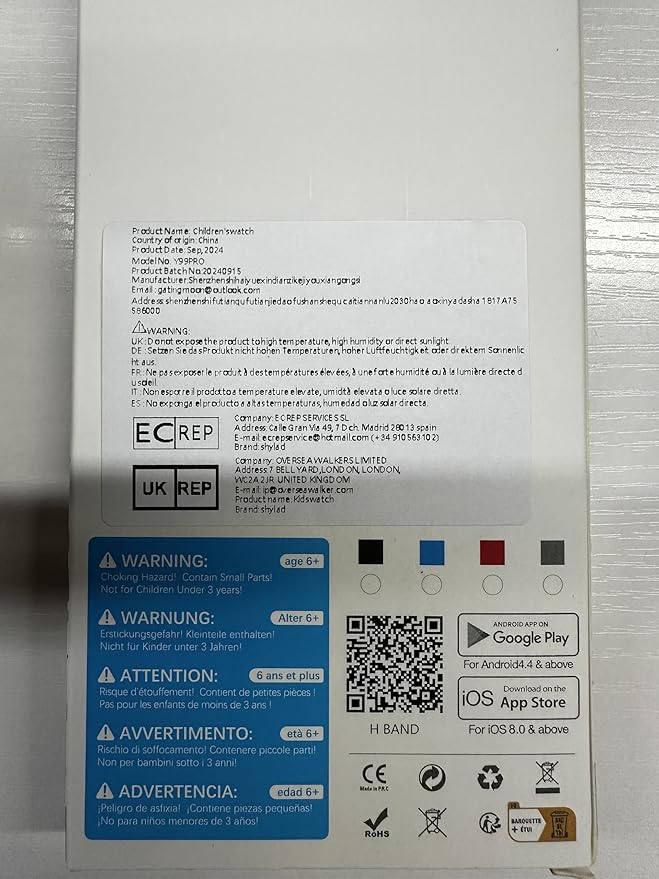 Product Name: Children'swatch
Country of origin: China
Product Date: Sep, 2024
Model No: Y99PRO
Product Batch No:20240915
Manufacturer:Shenzhenshihaiyuexindianzikejiyouxiangongsi
Email:gatingmoon@outlook.com
Address:shenzhenshifutianqufutianjiedaofushanshequcaitiannanlu2030haoaoxinyadasha1817A75
586000
WARNING:
UK:Do not expose the product to high temperature, high humidity or direct sunlight.
DE:Setzen Sie das Produkt nicht hohen Temperaturen, hoher Luftfeuchtigkeit oder direktem Sonnenlic
ht aus.
FR:Ne pas exposer le produit à des températures élevées, à une forte humidité ou à la lumière directe d
u soleil.
IT:Non esporre il prodotto a temperature elevate, umidità elevata o luce solare diretta.
ES:No exponga el producto a altas temperaturas, humedad o luz solar directa.
EC REP
Company: ECREP SERVICES SL
Address:Calle Gran Via 49, 7 Dch. Madrid 28013 spain
E-mail:ecrepservice@hotmail.com (+34 910563102)
Brand:shylad
UK REP
Company: OVERSEA WALKERS LIMITED
Address:7 BELLYARD,LONDON, LONDON,
WC2A 2JR UNITED KINGDOM
E-mail: ip@overseawalker.com
Product name:Kidswatch
Brand:shylad
WARNING: age 6+
Choking Hazard! Contain Small Parts!
Not for Children Under 3 years!
WARNUNG: Alter 6+
Erstickungsgefahr! Kleinteile enthalten!
Nicht für Kinder unter 3 Jahren!
ATTENTION: 6 ans et plus
Risque d'étouffement! Contient de petites pièces !
Pas pour les enfants de moins de 3 ans !
AVVERTIMENTO: età 6+
Rischio di soffocamento! Contenere piccole parti!
Non per bambini sotto i 3 anni!
ADVERTENCIA: edad 6+
¡Peligro de asfixia! ¡Contiene piezas pequeñas!
¡No para niños menores de 3 años!
H BAND
ANDROID APP ON
Google Play
For Android4.4 & above
iOS
Download on the
App Store
For iOS 8.0 & above
CE
Made in P.R.C
RoHS
FR
BARQUETTE
+ ÉTUI
BAC
DE
TRI